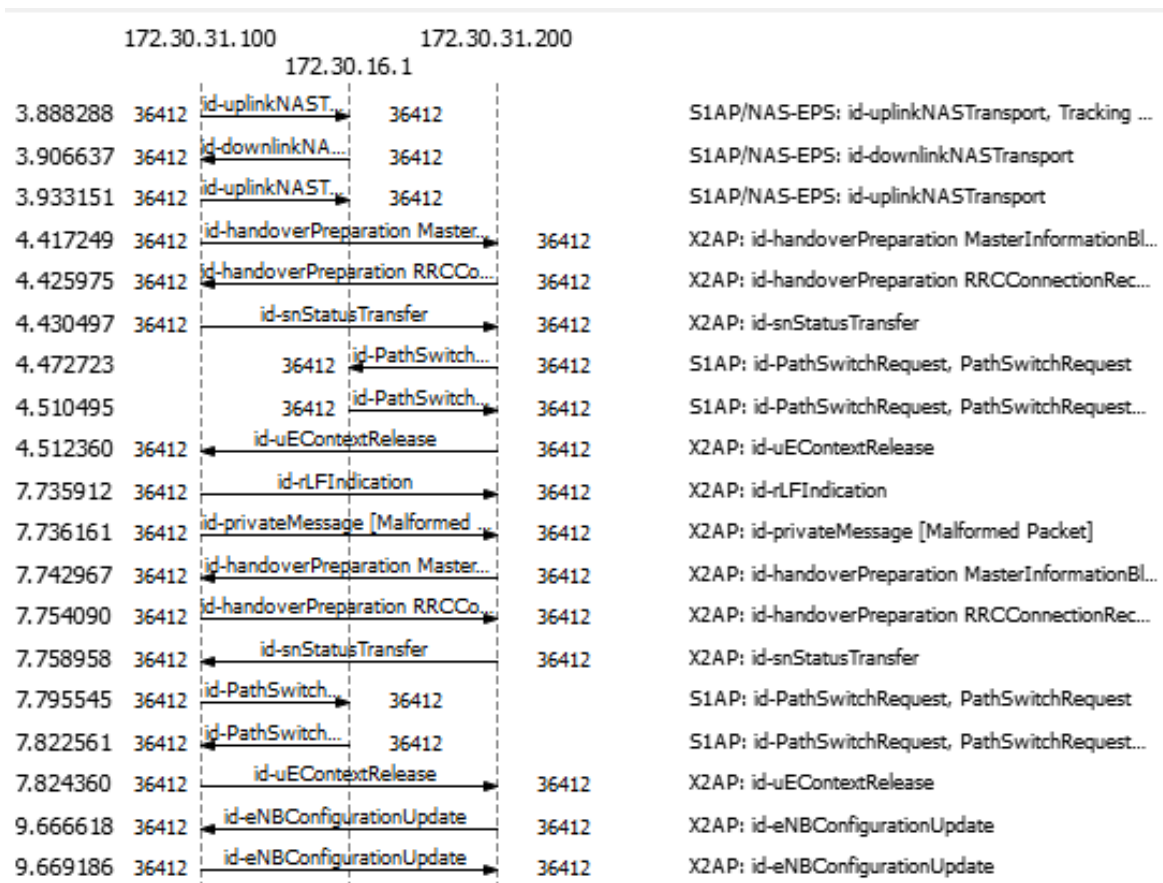 172.30.31.100 172.30.31.200
172.30.16.1
3.888288 36412 id-uplinkNAST... 36412 S1AP/NAS-EPS: id-uplinkNASTransport, Tracking ...
3.906637 36412 id-downlinkNA... 36412 S1AP/NAS-EPS: id-downlinkNASTransport
3.933151 36412 id-uplinkNAST... 36412 S1AP/NAS-EPS: id-uplinkNASTransport
4.417249 36412 id-handoverPreparation Master... 36412 X2AP: id-handoverPreparation MasterInformationBl...
4.425975 36412 id-handoverPreparation RRCCo... 36412 X2AP: id-handoverPreparation RRCConnectionRec...
4.430497 36412 id-snStatusTransfer 36412 X2AP: id-snStatusTransfer
4.472723 36412 id-PathSwitch... 36412 S1AP: id-PathSwitchRequest, PathSwitchRequest
4.510495 36412 id-PathSwitch... 36412 S1AP: id-PathSwitchRequest, PathSwitchRequest...
4.512360 36412 id-uEContextRelease 36412 X2AP: id-uEContextRelease
7.735912 36412 id-rLFIndication 36412 X2AP: id-rLFIndication
7.736161 36412 id-privateMessage [Malformed ... 36412 X2AP: id-privateMessage [Malformed Packet]
7.742967 36412 id-handoverPreparation Master... 36412 X2AP: id-handoverPreparation MasterInformationBl...
7.754090 36412 id-handoverPreparation RRCCo... 36412 X2AP: id-handoverPreparation RRCConnectionRec...
7.758958 36412 id-snStatusTransfer 36412 X2AP: id-snStatusTransfer
7.795545 36412 id-PathSwitch... 36412 S1AP: id-PathSwitchRequest, PathSwitchRequest
7.822561 36412 id-PathSwitch... 36412 S1AP: id-PathSwitchRequest, PathSwitchRequest...
7.824360 36412 id-uEContextRelease 36412 X2AP: id-uEContextRelease
9.666618 36412 id-eNBConfigurationUpdate 36412 X2AP: id-eNBConfigurationUpdate
9.669186 36412 id-eNBConfigurationUpdate 36412 X2AP: id-eNBConfigurationUpdate